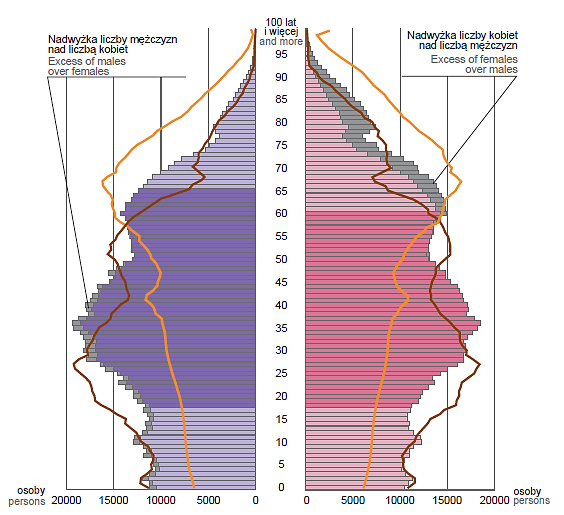 100 lat
i więcej
and more
Nadwyżka liczby mężczyzn
nad liczbą kobiet
Excess of males
over females
Nadwyżka liczby kobiet
nad liczbą mężczyzn
Excess of females
over males
95
90
85
80
75
70
65
60
55
50
45
40
35
30
25
20
15
10
5
0
osoby
persons
20000 15000 10000 5000 0
0 5000 10000 15000 20000
osoby
persons